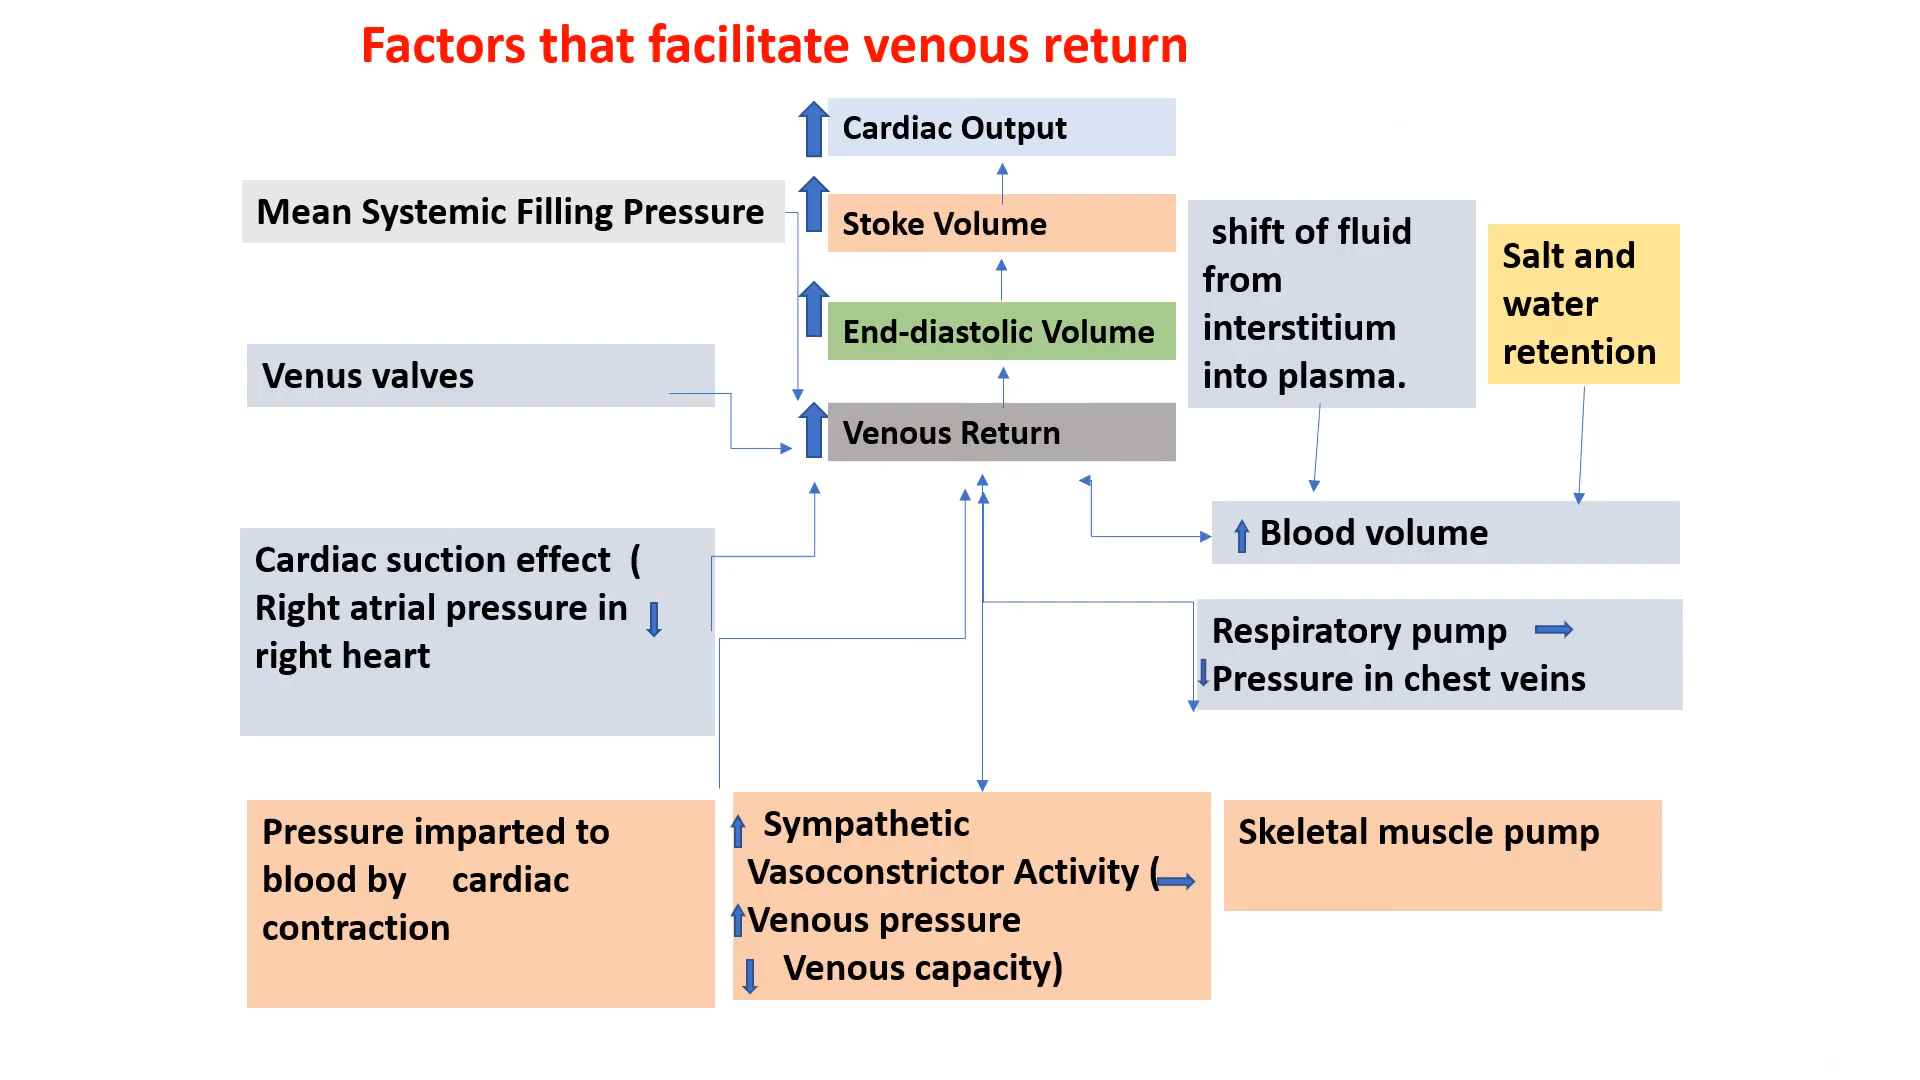 Factors that facilitate venous return
Cardiac Output
Mean Systemic Filling Pressure
Stoke Volume
shift of fluid
from
interstitium
into plasma.
Salt and
water
retention
End-diastolic Volume
Venus valves
Venous Return
Blood volume
Cardiac suction effect (
Right atrial pressure in
right heart
Respiratory pump
Pressure in chest veins
Pressure imparted to
blood by cardiac
contraction
Sympathetic
Vasoconstrictor Activity (
Venous pressure
Venous capacity)
Skeletal muscle pump